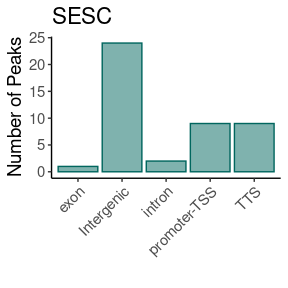 SESC
Number of Peaks
25
20
15
10
5
0
exon
Intergenic
intron
promoter-TSS
TTS